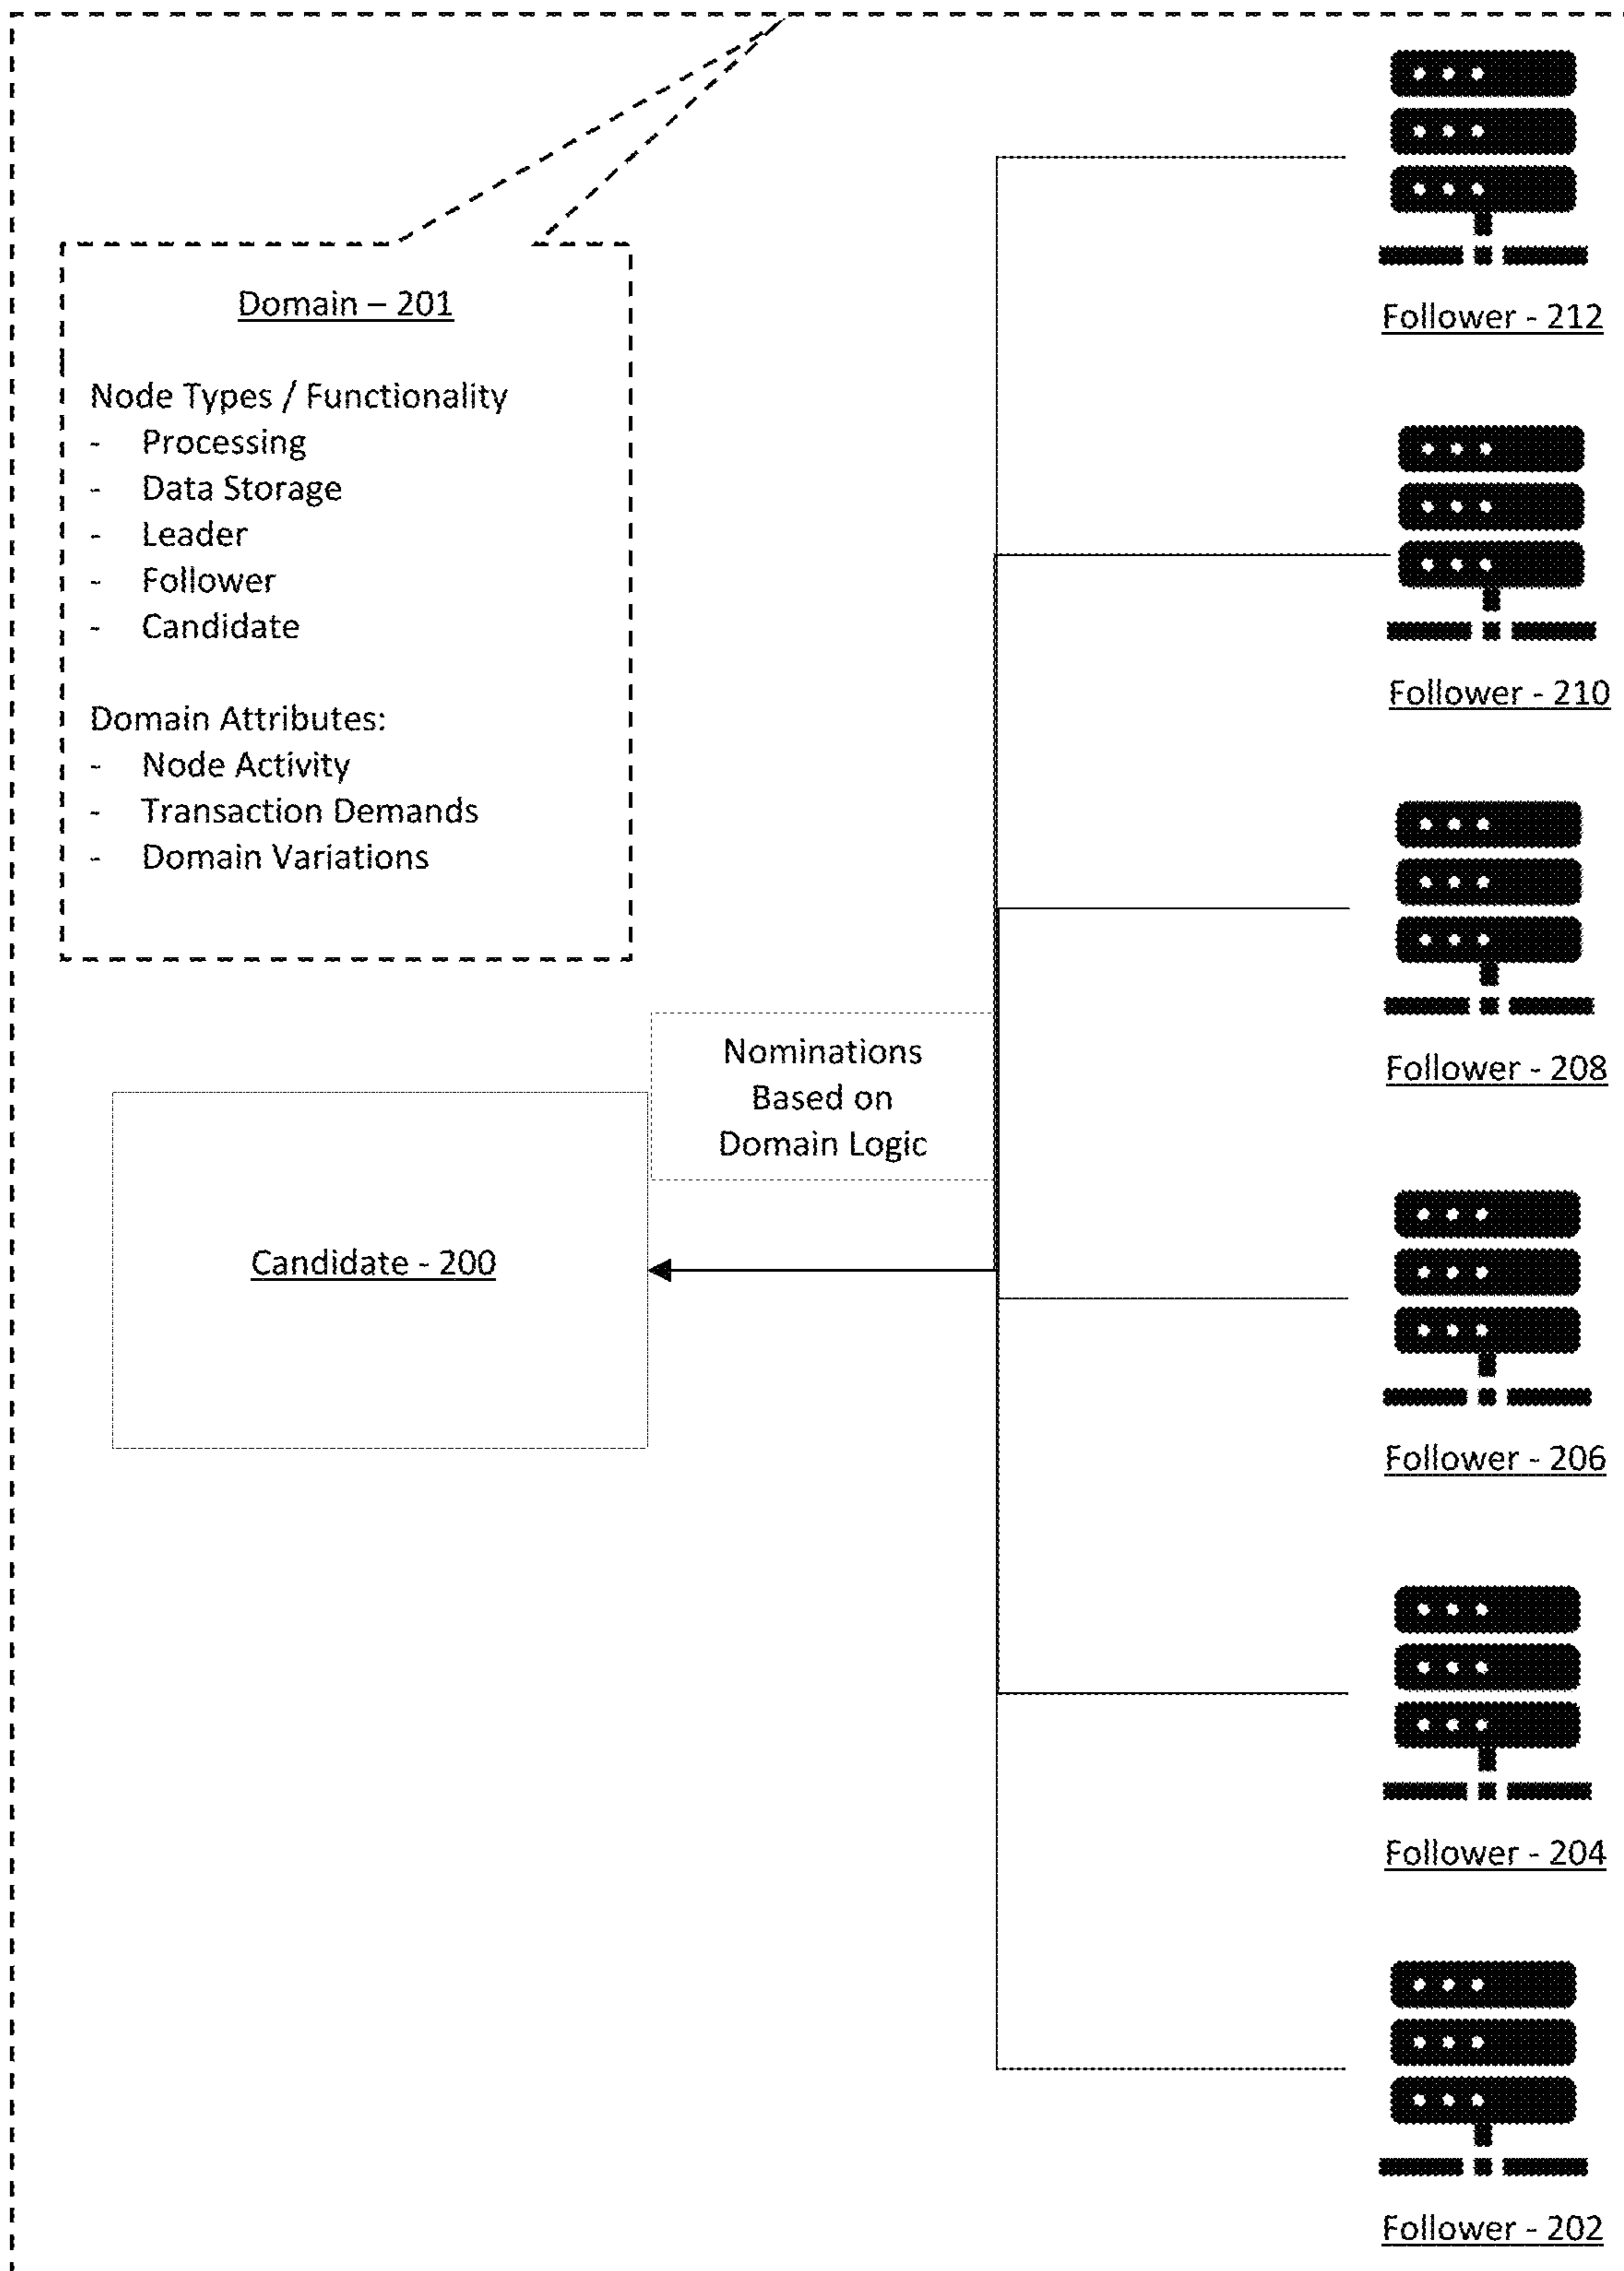 Domain – 201
Node Types / Functionality
- Processing
- Data Storage
- Leader
- Follower
- Candidate
Domain Attributes:
- Node Activity
- Transaction Demands
- Domain Variations
Nominations
Based on
Domain Logic
Candidate - 200
Follower - 212
Follower - 210
Follower - 208
Follower - 206
Follower - 204
Follower - 202